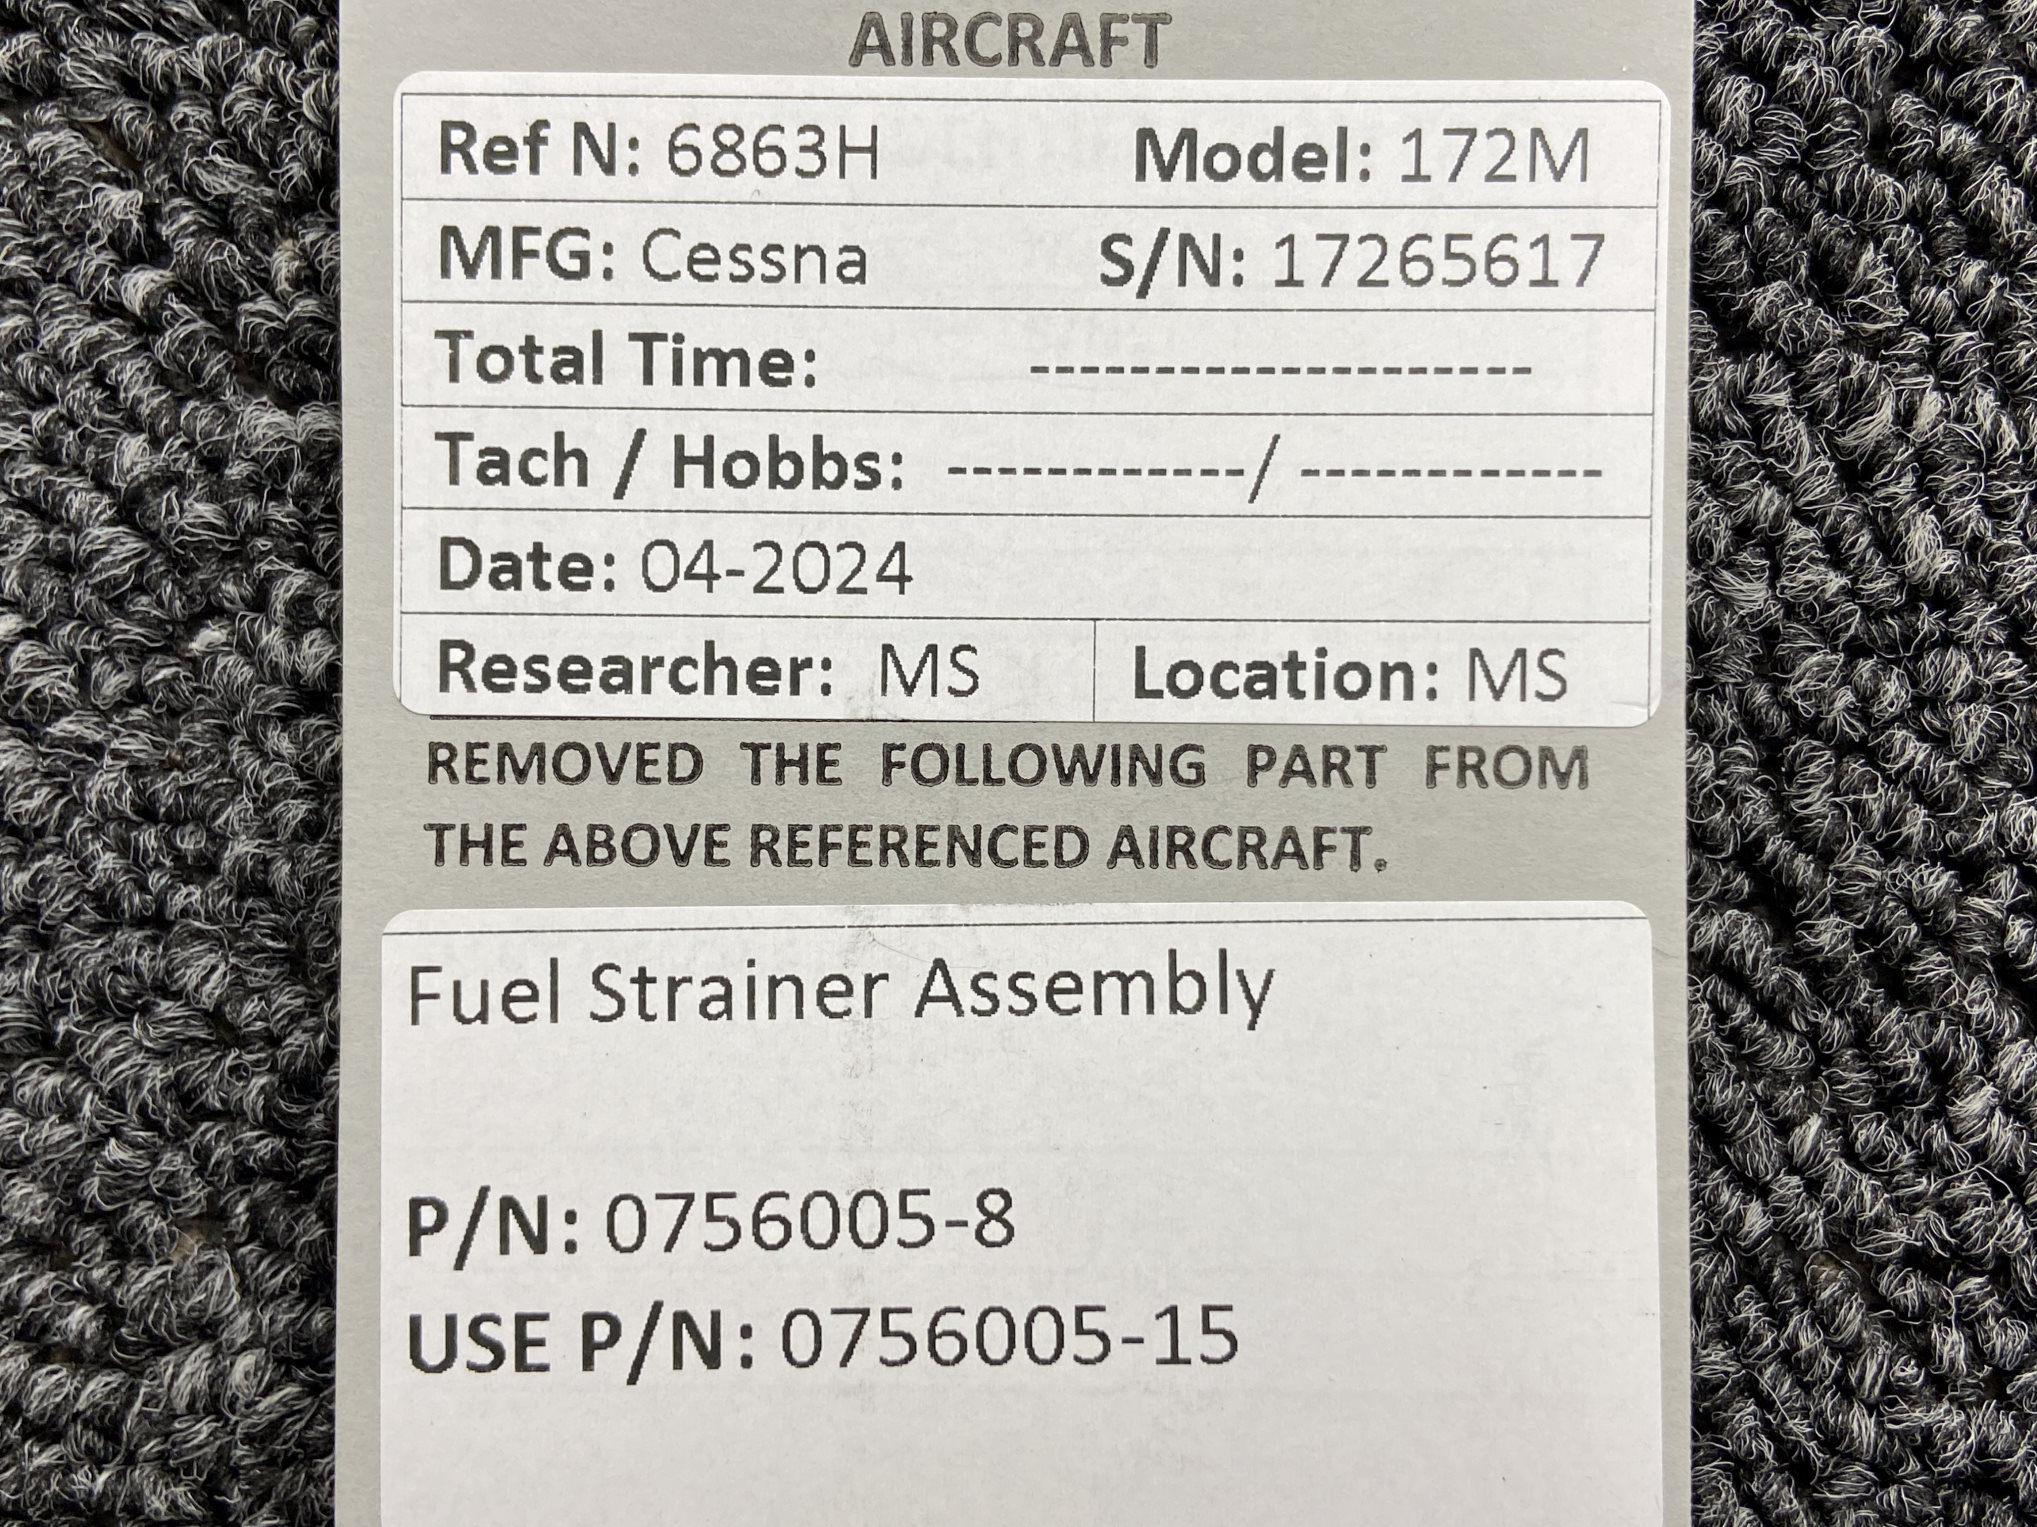 AIRCRAFT
Ref N: 6863H Model: 172M
MFG: Cessna S/N: 17265617
Total Time: --------------------
Tach / Hobbs: ------------/ ------------
Date: 04-2024
Researcher: MS Location: MS
REMOVED THE FOLLOWING PART FROM
THE ABOVE REFERENCED AIRCRAFT.
Fuel Strainer Assembly
P/N: 0756005-8
USE P/N: 0756005-15